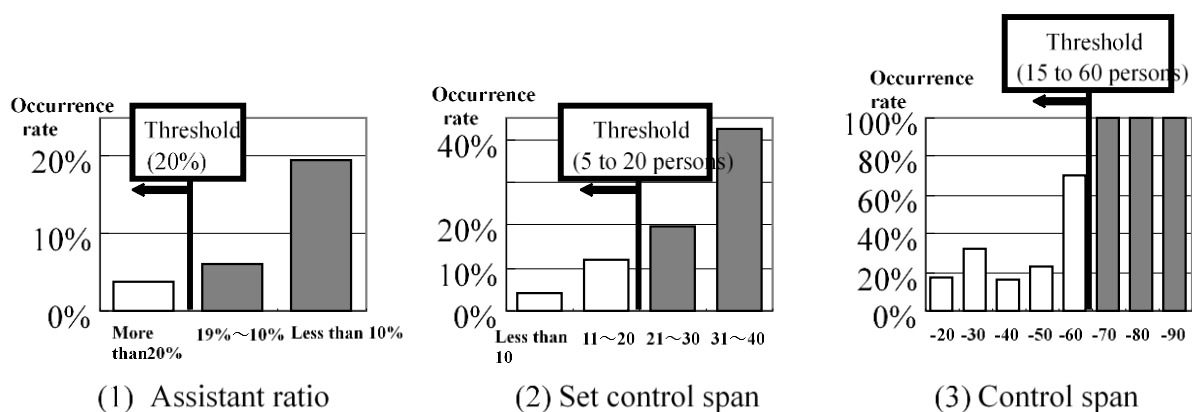 Occurrence
rate
Threshold
(20%)
20%
10%
0%
More
than20%
19%～10%
Less than 10%
(1) Assistant ratio
Occurrence
rate
Threshold
(5 to 20 persons)
40%
20%
10%
0%
Less than
10
11～20
21～30
31～40
(2) Set control span
Threshold
(15 to 60 persons)
Occurrence
rate
100%
80%
60%
40%
20%
0%
-20 -30 -40 -50 -60 -70 -80 -90
(3) Control span